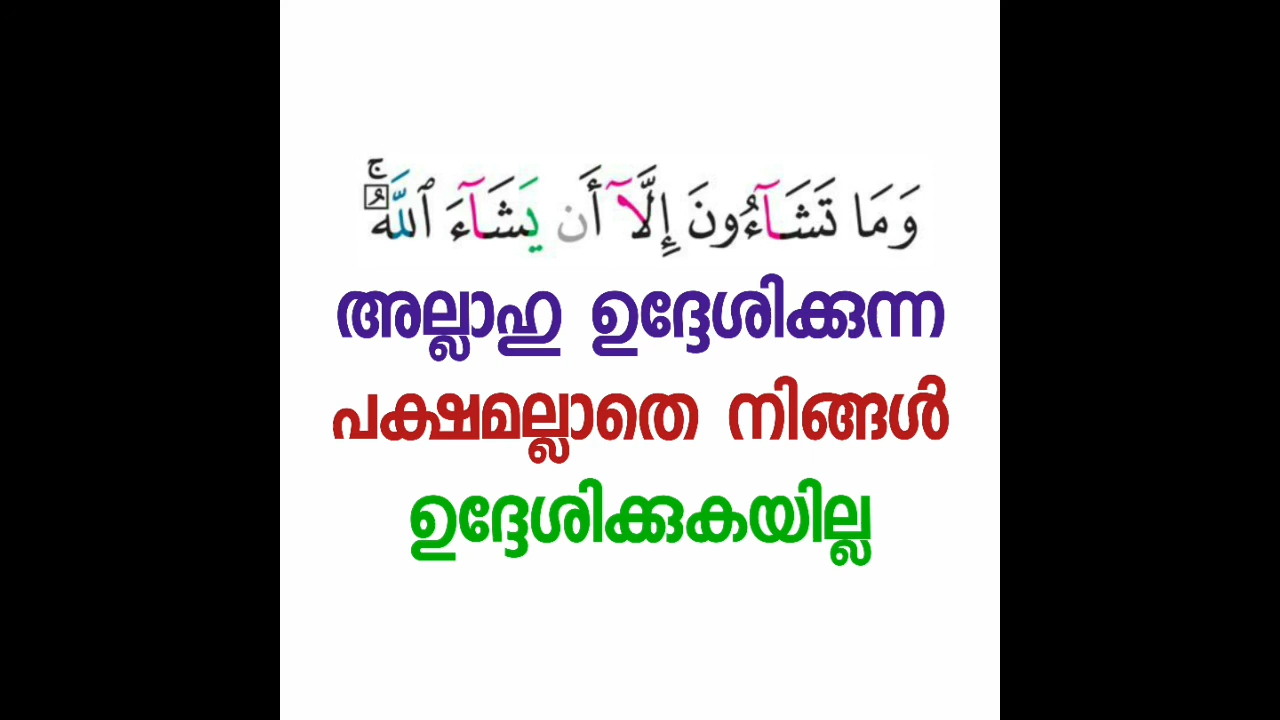 وَمَا تَشَآءُونَ إِلَّآ أَن يَشَآءَ ٱللَّهُ ۚ
അല്ലാഹു ഉദ്ദേശിക്കുന്ന
പക്ഷമല്ലാതെ നിങ്ങൾ
ഉദ്ദേശിക്കുകയില്ല